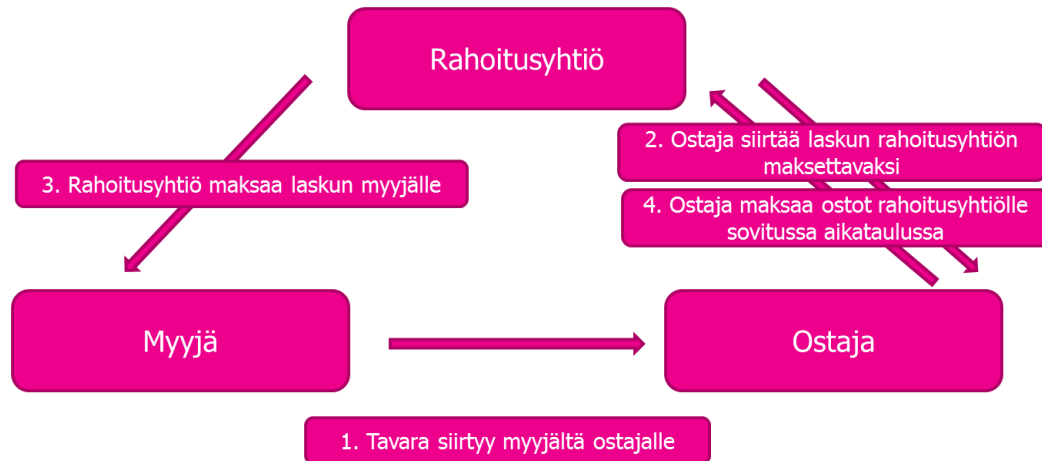 Rahoitusyhtiö
2. Ostaja siirtää laskun rahoitusyhtiön
maksettavaksi
3. Rahoitusyhtiö maksaa laskun myyjälle
4. Ostaja maksaa ostot rahoitusyhtiölle
sovitussa aikataulussa
Myyjä
Ostaja
1. Tavara siirtyy myyjältä ostajalle